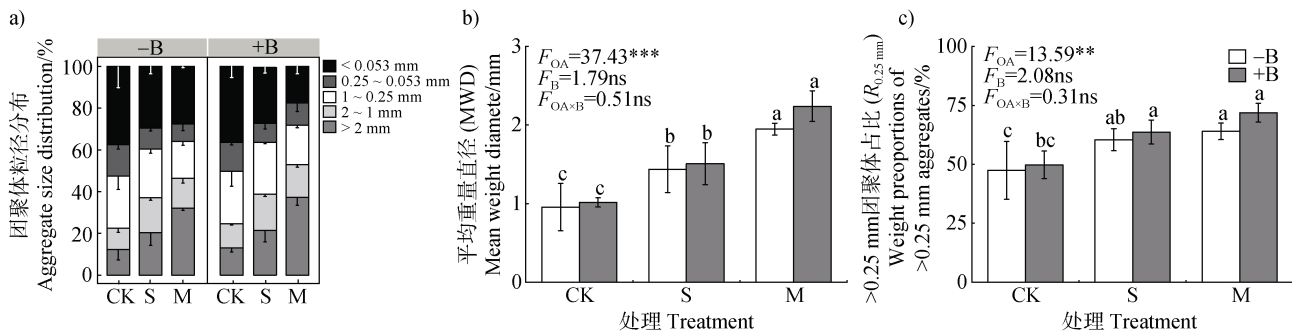 a)
−B
+B
团聚体粒径分布/%
Aggregate size distribution/%
100
80
60
40
20
0
CK
S
M
CK
S
M
< 0.053 mm
0.25 ~ 0.053 mm
1 ~ 0.25 mm
2 ~ 1 mm
> 2 mm
b)
平均重量直径 (MWD)
Mean weight diamete/mm
3
2
1
0
F_OA=37.43***
F_B=1.79ns
F_OA×B=0.51ns
c
c
b
b
a
a
CK
S
M
处理 Treatment
c)
>0.25 mm团聚体占比 (R_0.25 mm)
Weight preoportions of
>0.25 mm aggregates/%
100
75
50
25
0
F_OA=13.59**
F_B=2.08ns
F_OA×B=0.31ns
−B
+B
c
bc
ab
a
a
a
CK
S
M
处理 Treatment